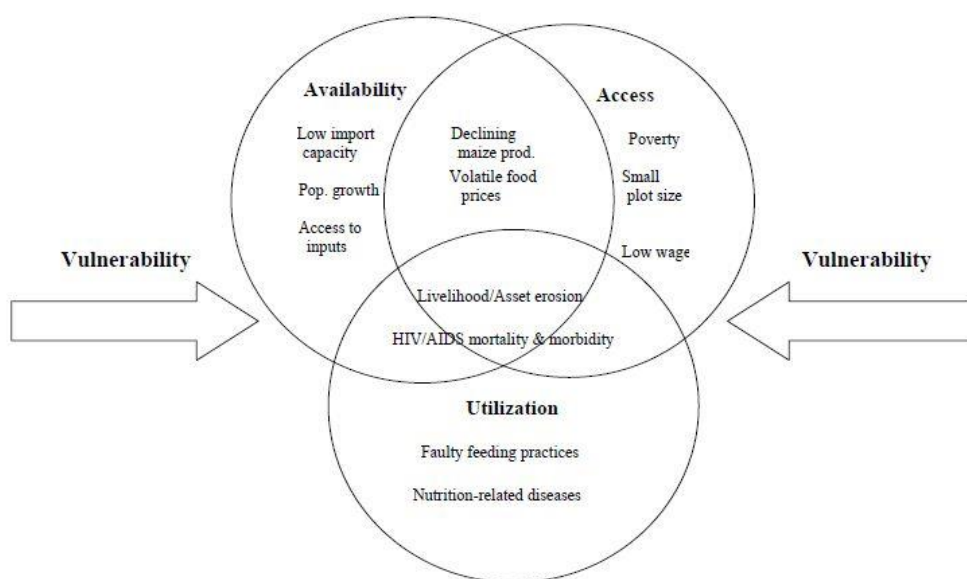 Availability
Low import
capacity
Pop. growth
Access to
inputs
Declining
maize prod.
Volatile food
prices
Access
Poverty
Small
plot size
Low wage
Vulnerability
Vulnerability
Livelihood/Asset erosion
HIV/AIDS mortality & morbidity
Utilization
Faulty feeding practices
Nutrition-related diseases